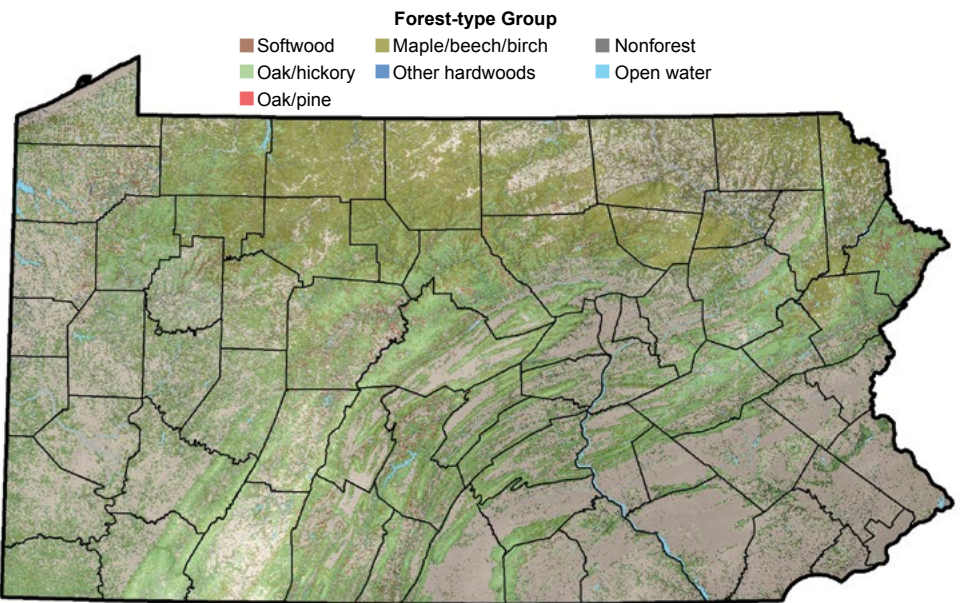 Forest-type Group
Softwood Maple/beech/birch Nonforest
Oak/hickory Other hardwoods Open water
Oak/pine